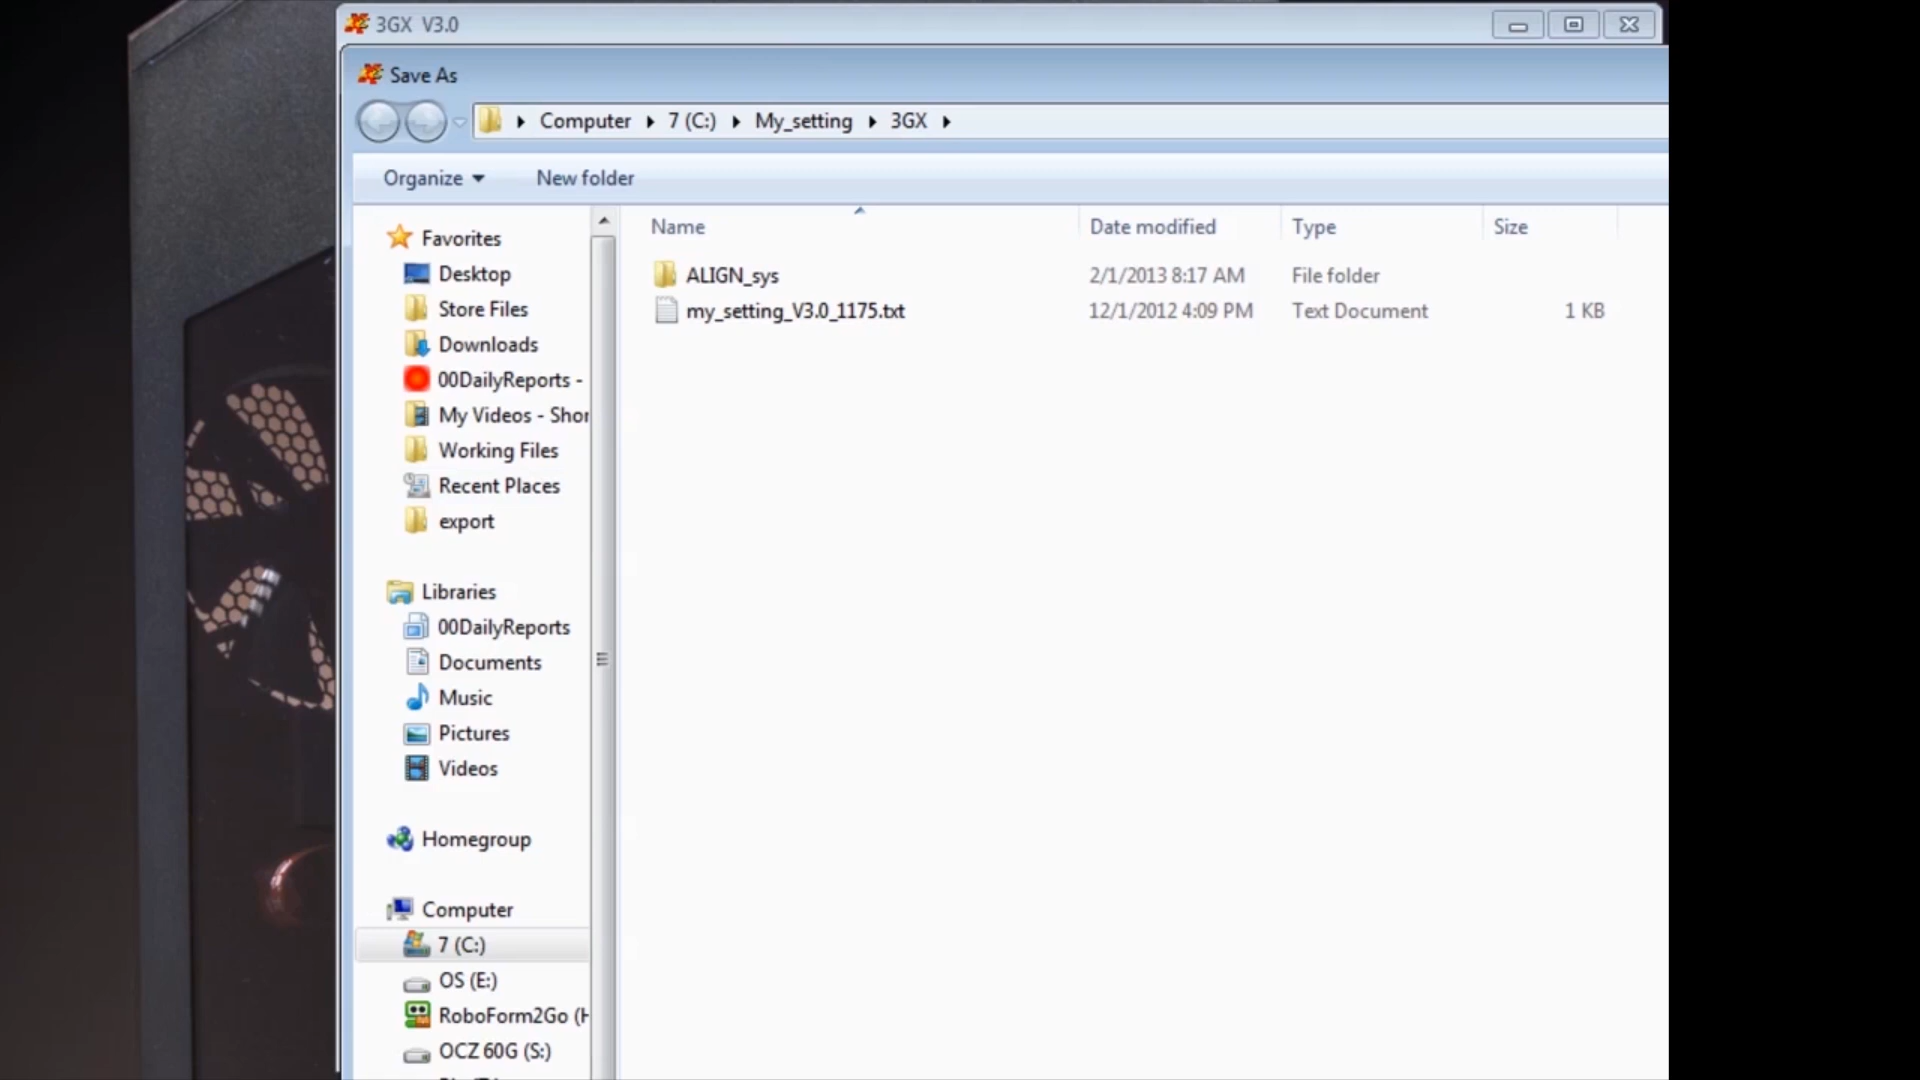 3GX V3.0
Save As
Computer 7 (C:) My_setting 3GX
Organize New folder
Name Date modified Type Size
ALIGN_sys 2/1/2013 8:17 AM File folder
my_setting_V3.0_1175.txt 12/1/2012 4:09 PM Text Document 1 KB
Favorites
Desktop
Store Files
Downloads
00DailyReports -
My Videos - Shor
Working Files
Recent Places
export
Libraries
00DailyReports
Documents
Music
Pictures
Videos
Homegroup
Computer
7 (C:)
OS (E:)
RoboForm2Go (H
OCZ 60G (S:)